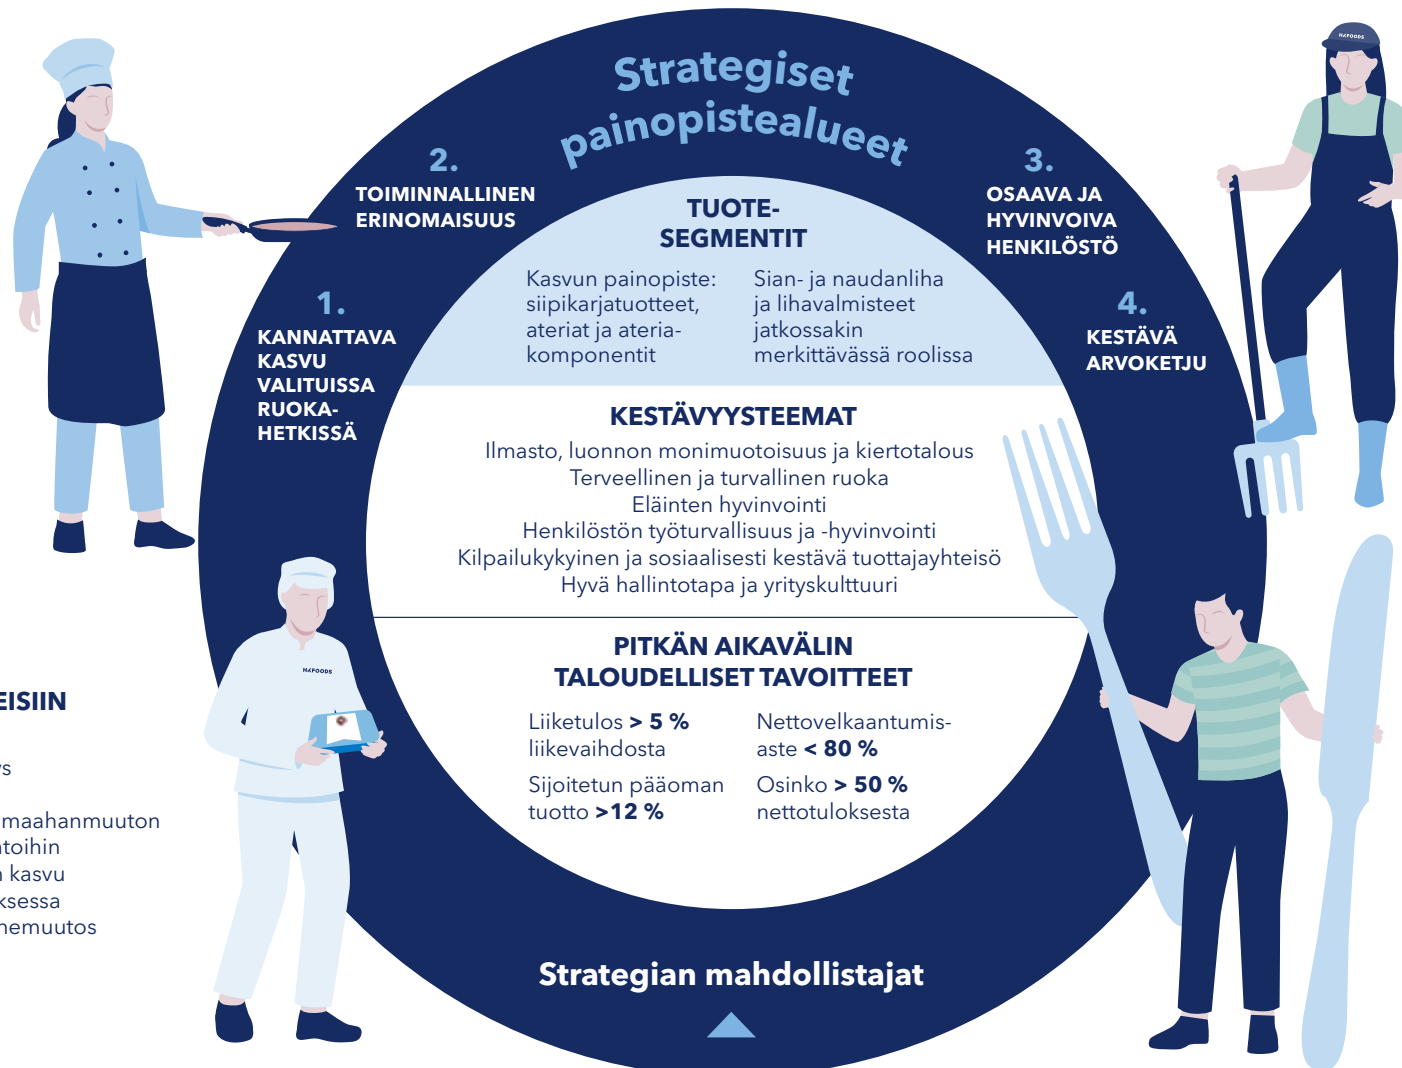 Strategiset
painopistealueet
1.
KANNATTAVA
KASVU
VALITUISSA
RUOKA-
HETKISSÄ
2.
TOIMINNALLINEN
ERINOMAISUUS
3.
OSAAVA JA
HYVINVOIVA
HENKILÖSTÖ
4.
KESTÄVÄ
ARVOKETJU
TUOTE-
SEGMENTIT
Kasvun painopiste:
siipikarjatuotteet,
ateriat ja ateria-
komponentit
Sian- ja naudanliha
ja lihavalmisteet
jatkossakin
merkittävässä roolissa
KESTÄVYYSTEEMAT
Ilmasto, luonnon monimuotoisuus ja kiertotalous
Terveellinen ja turvallinen ruoka
Eläinten hyvinvointi
Henkilöstön työturvallisuus ja -hyvinvointi
Kilpailukykyinen ja sosiaalisesti kestävä tuottajayhteisö
Hyvä hallintotapa ja yrityskulttuuri
PITKÄN AIKAVÄLIN
TALOUDELLISET TAVOITTEET
Liiketulos > 5 %
liikevaihdosta
Sijoitetun pääoman
tuotto >12 %
Nettovelkaantumis-
aste < 80 %
Osinko > 50 %
nettotuloksesta
Strategian mahdollistajat
HKFOODS
HKFOODS
EISIIN
maahanmuuton
kasvu